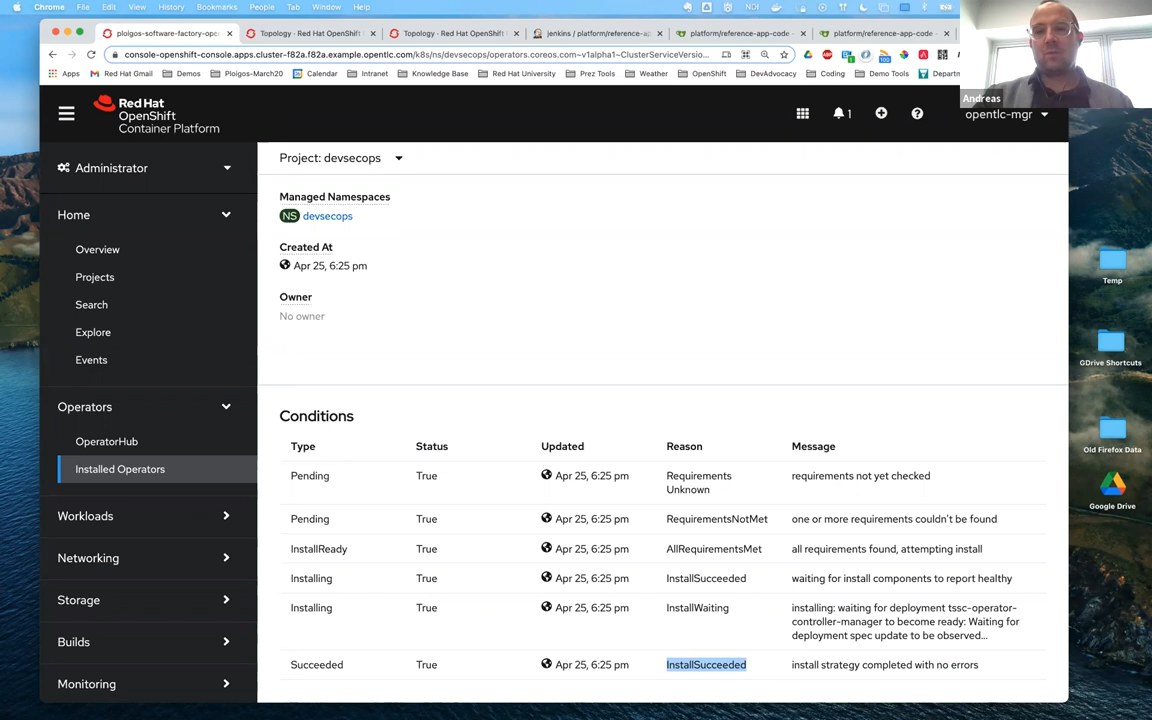 Chrome File Edit View History Bookmarks People Tab Window Help
ploigos-software-factory-oper
Topology · Red Hat OpenShift
Topology · Red Hat OpenShift
jenkins / platform/reference-a
platform/reference-app-code -
platform/reference-app-code -
console-openshift-console.apps.cluster-f82a.f82a.example.opentlc.com/k8s/ns/devsecops/operators.coreos.com~v1alpha1~ClusterServiceVersio...
Apps Red Hat Gmail Demos Ploigos-March20 Calendar Intranet Knowledge Base Red Hat University Prez Tools Weather OpenShift DevAdvocacy Coding Demo Tools Departm
Andreas
Red Hat
OpenShift
Container Platform
1
opentlc-mgr
Administrator
Home
Overview
Projects
Search
Explore
Events
Operators
OperatorHub
Installed Operators
Workloads
Networking
Storage
Builds
Monitoring
Project: devsecops
Managed Namespaces
NS devsecops
Created At
Apr 25, 6:25 pm
Owner
No owner
Conditions
Type Status Updated Reason Message
Pending True Apr 25, 6:25 pm Requirements Unknown requirements not yet checked
Pending True Apr 25, 6:25 pm RequirementsNotMet one or more requirements couldn't be found
InstallReady True Apr 25, 6:25 pm AllRequirementsMet all requirements found, attempting install
Installing True Apr 25, 6:25 pm InstallSucceeded waiting for install components to report healthy
Installing True Apr 25, 6:25 pm InstallWaiting installing: waiting for deployment tssc-operator-
controller-manager to become ready: Waiting for
deployment spec update to be observed...
Succeeded True Apr 25, 6:25 pm InstallSucceeded install strategy completed with no errors
Temp
GDrive Shortcuts
Old Firefox Data
Google Drive